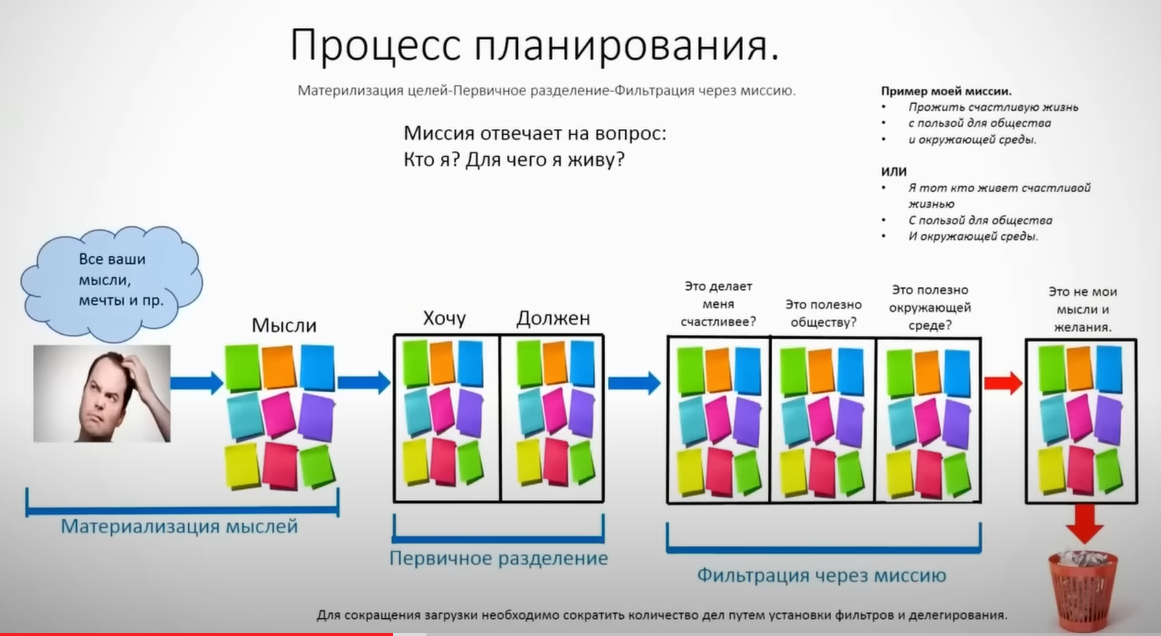 Процесс планирования.
Материлизация целей-Первичное разделение-Фильтрация через миссию.
Миссия отвечает на вопрос:
Кто я? Для чего я живу?
Пример моей миссии.
• Прожить счастливую жизнь
• с пользой для общества
• и окружающей среды.
ИЛИ
• Я тот кто живет счастливой
жизнью
• С пользой для общества
• И окружающей среды.
Все ваши
мысли,
мечты и пр.
Мысли
Хочу
Должен
Это делает
меня
счастливее?
Это полезно
обществу?
Это полезно
окружающей
среде?
Это не мои
мысли и
желания.
Материализация мыслей
Первичное разделение
Фильтрация через миссию
Для сокращения загрузки необходимо сократить количество дел путем установки фильтров и делегирования.